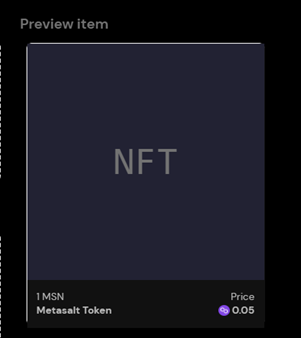 Preview item
NFT
1 MSN Price
Metasalt Token 0.05